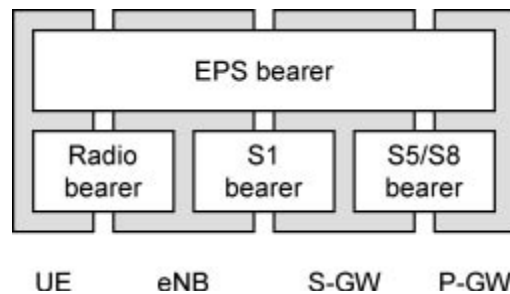 EPS bearer
Radio bearer
S1 bearer
S5/S8 bearer
UE eNB S-GW P-GW